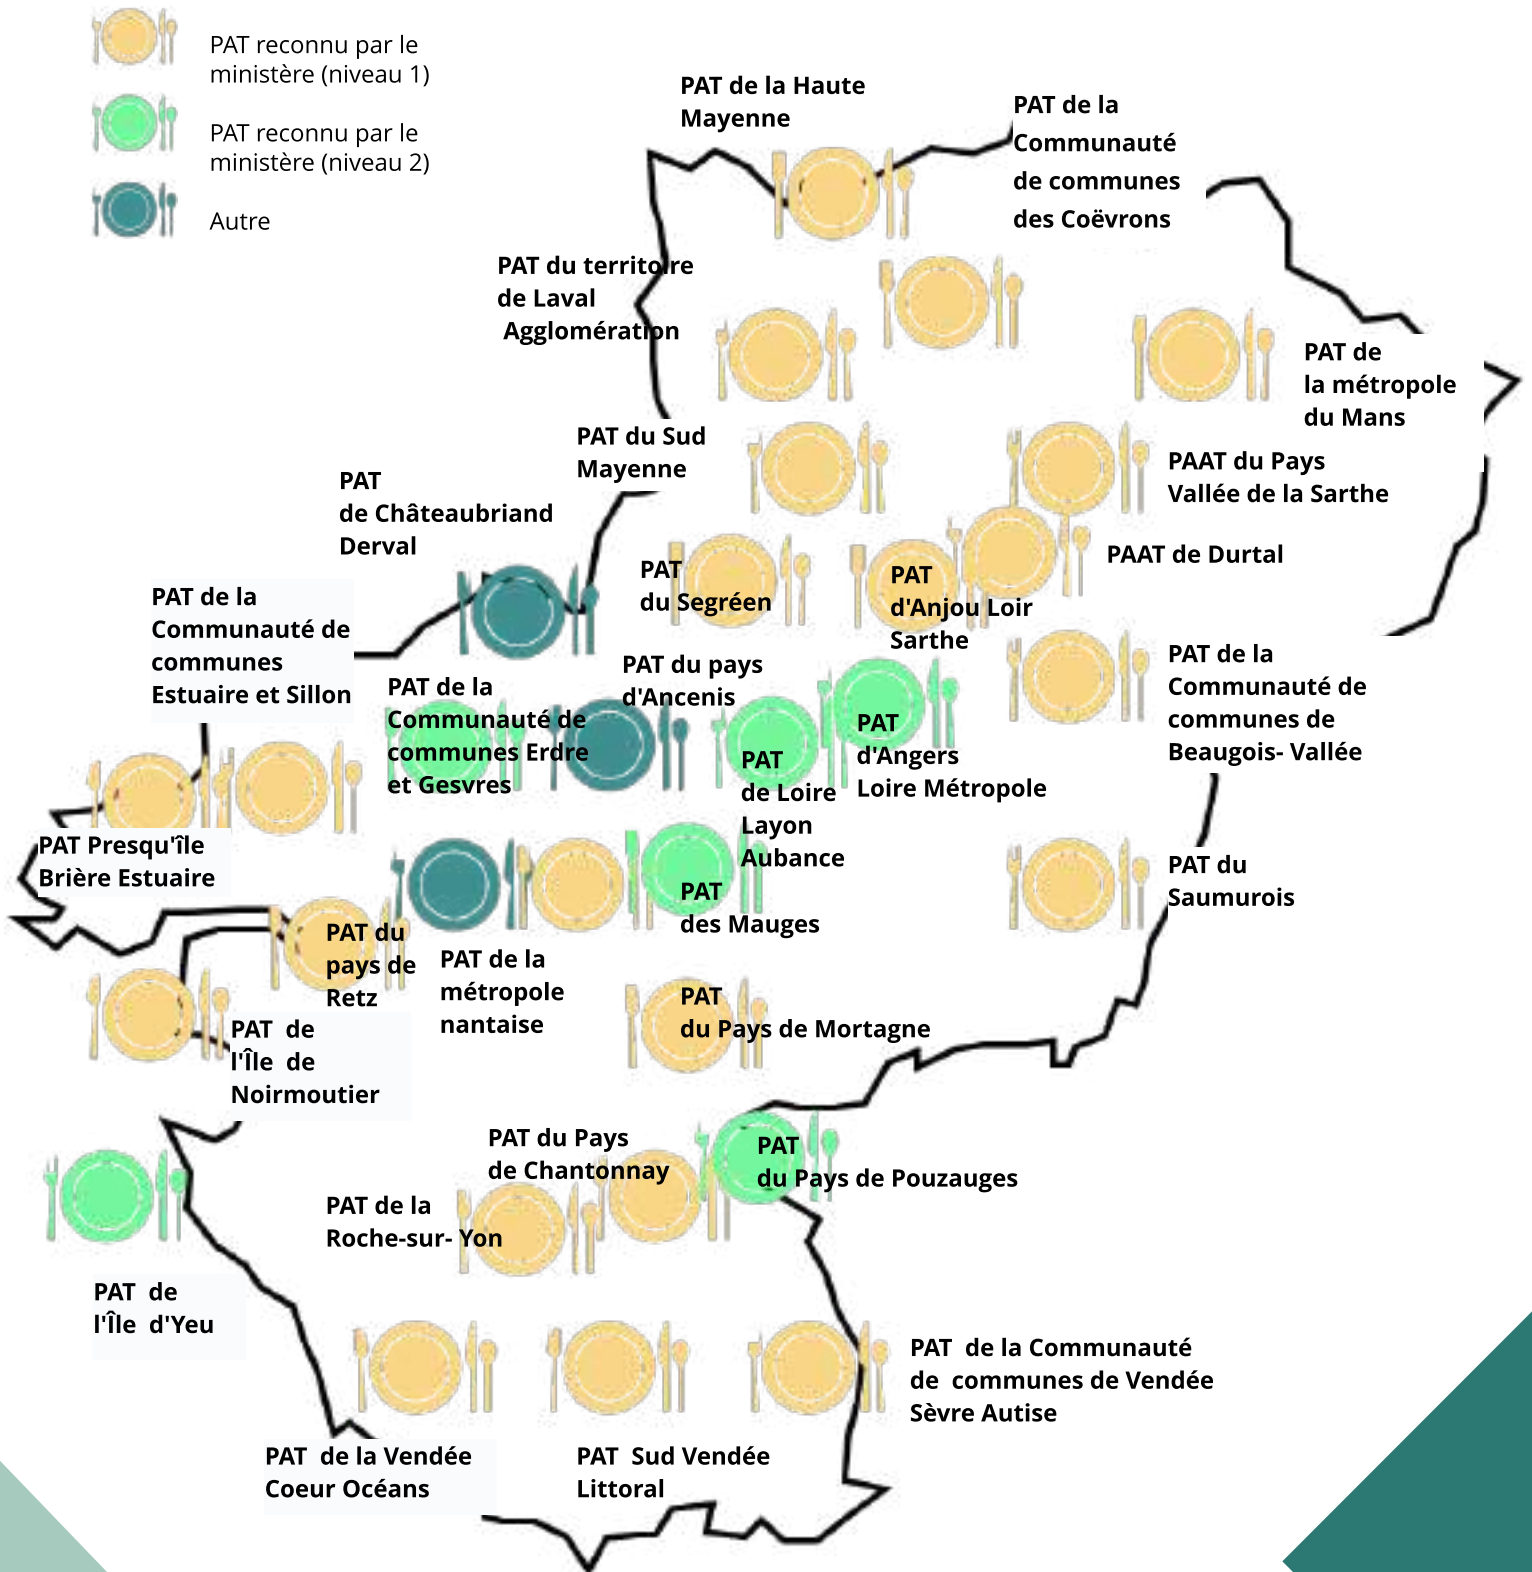 PAT reconnu par le
ministère (niveau 1)
PAT reconnu par le
ministère (niveau 2)
Autre
PAT de la Haute
Mayenne
PAT de la
Communauté
de communes
des Coëvrons
PAT du territoire
de Laval
Agglomération
PAT de
la métropole
du Mans
PAT du Sud
Mayenne
PAAT du Pays
Vallée de la Sarthe
PAT
de Châteaubriand
Derval
PAAT de Durtal
PAT
du Segréen
PAT
d'Anjou Loir
Sarthe
PAT de la
Communauté de
communes
Estuaire et Sillon
PAT du pays
d'Ancenis
PAT de la
Communauté de
communes de
Beaugois- Vallée
PAT de la
Communauté de
communes Erdre
et Gesvres
PAT
d'Angers
Loire Métropole
PAT
de Loire
Layon
Aubance
PAT Presqu'île
Brière Estuaire
PAT du
Saumurois
PAT
des Mauges
PAT du
pays de
Retz
PAT de la
métropole
nantaise
PAT
du Pays de Mortagne
PAT de
l'Île de
Noirmoutier
PAT du Pays
de Chantonnay
PAT
du Pays de Pouzauges
PAT de la
Roche-sur- Yon
PAT de
l'Île d'Yeu
PAT de la Communauté
de communes de Vendée
Sèvre Autise
PAT de la Vendée
Coeur Océans
PAT Sud Vendée
Littoral